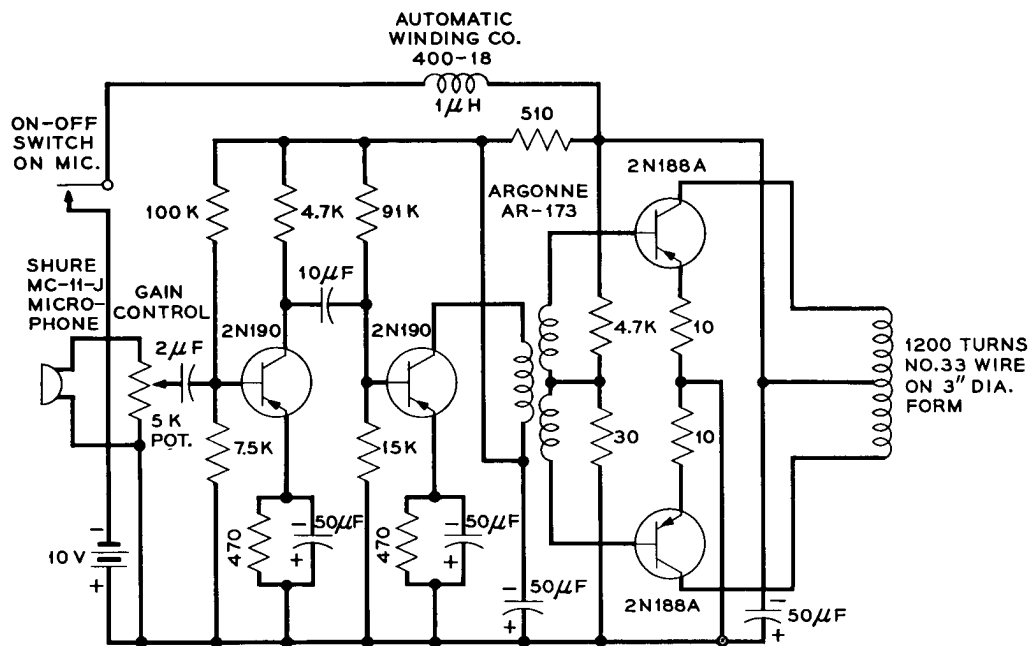 AUTOMATIC
WINDING CO.
400-18
1μH
ON-OFF
SWITCH
ON MIC.
510
2N188A
ARGONNE
AR-173
100K
4.7K
91K
10μF
SHURE
MC-11-J
MICRO-
PHONE
GAIN
CONTROL
2μF
2N190
2N190
4.7K
10
1200 TURNS
NO.33 WIRE
ON 3" DIA.
FORM
5K
POT.
7.5K
15K
30
10
- 50μF +
470
- 50μF +
470
- 10V +
- 50μF +
2N188A
- 50μF +